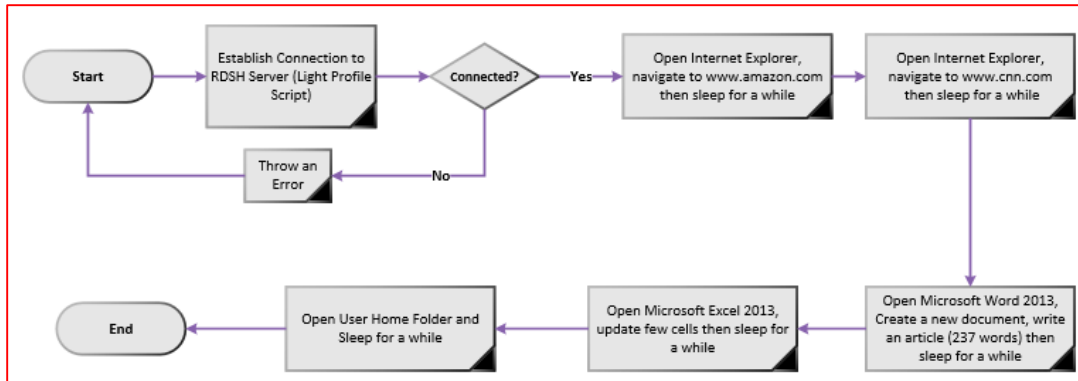 Start
Establish Connection to
RDSH Server (Light Profile
Script)
Connected?
Yes
Open Internet Explorer,
navigate to www.amazon.com
then sleep for a while
Open Internet Explorer,
navigate to www.cnn.com
then sleep for a while
Throw an
Error
No
End
Open User Home Folder and
Sleep for a while
Open Microsoft Excel 2013,
update few cells then sleep for
a while
Open Microsoft Word 2013,
Create a new document, write
an article (237 words) then
sleep for a while